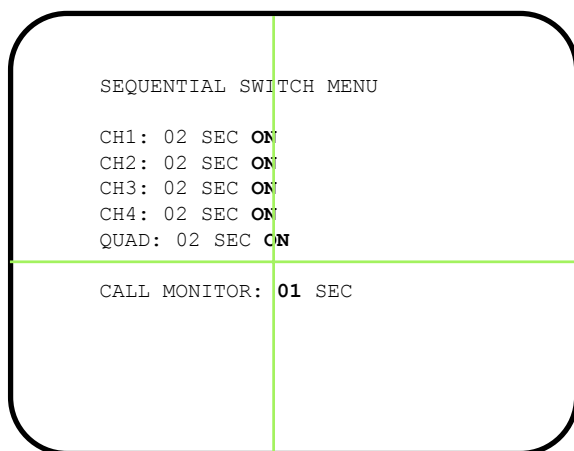 SEQUENTIAL SWITCH MENU
CH1: 02 SEC ON
CH2: 02 SEC ON
CH3: 02 SEC ON
CH4: 02 SEC ON
QUAD: 02 SEC ON
CALL MONITOR: 01 SEC